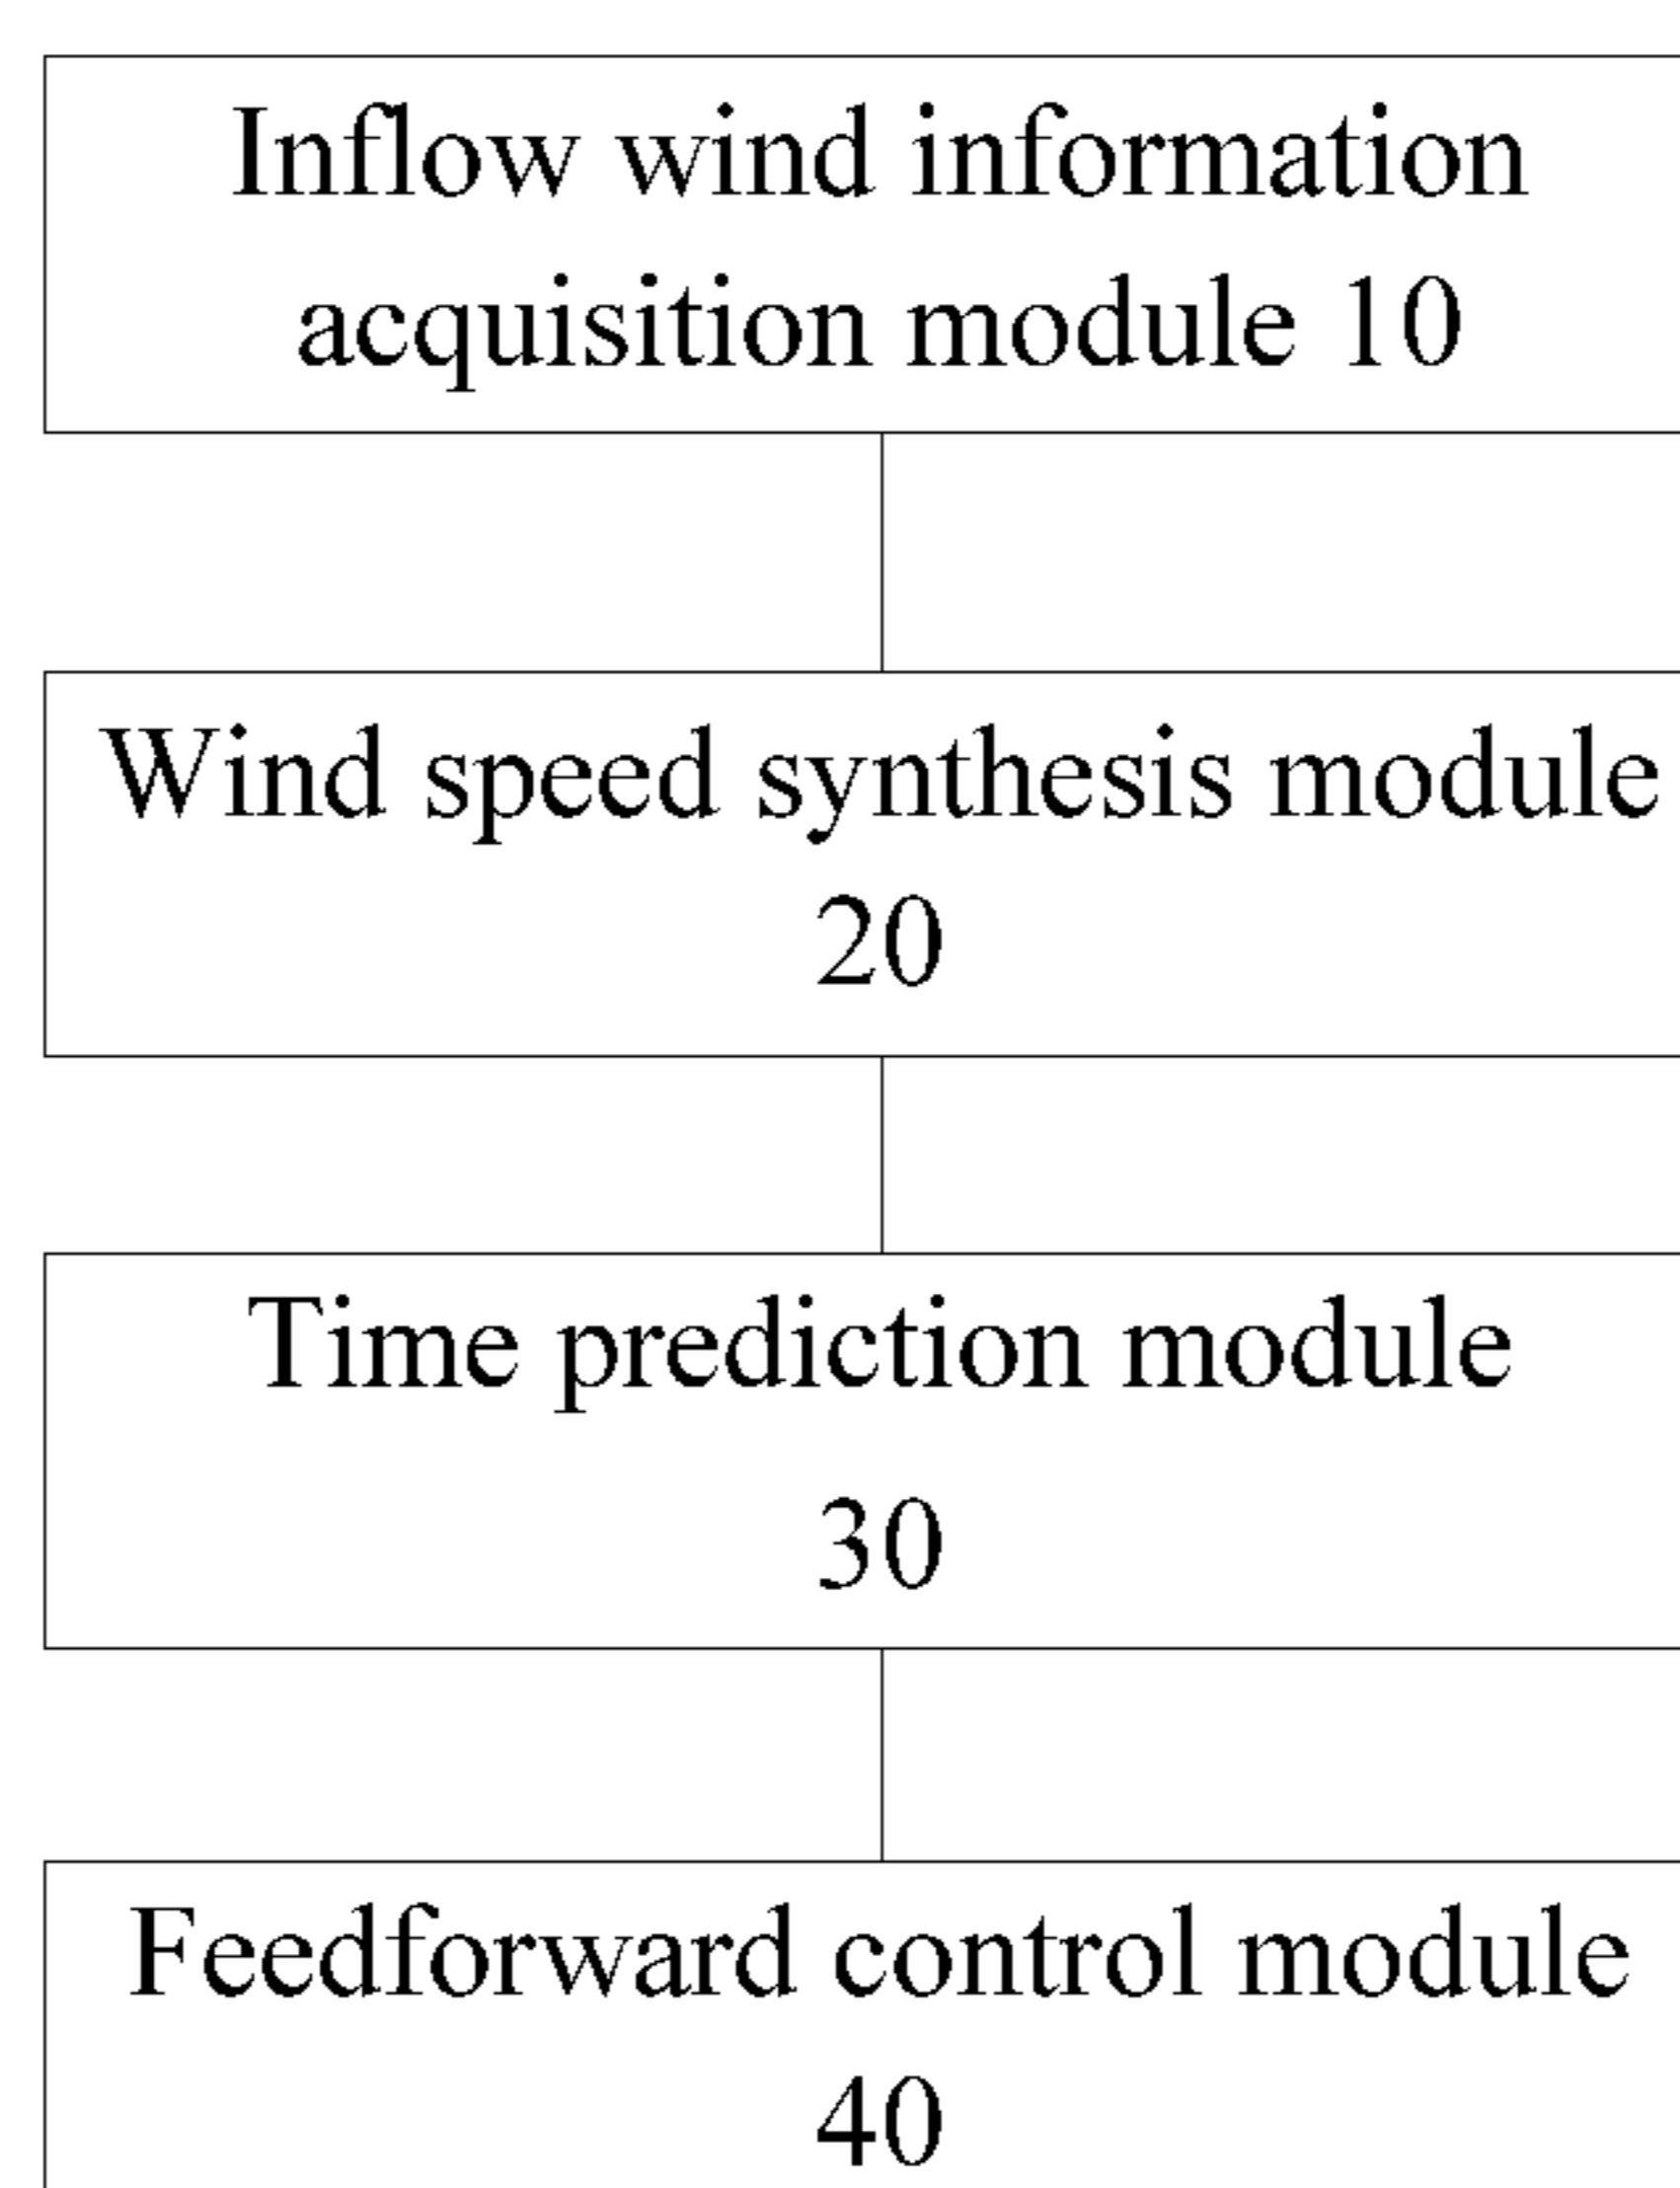 Inflow wind information
acquisition module 10
Wind speed synthesis module
20
Time prediction module
30
Feedforward control module
40